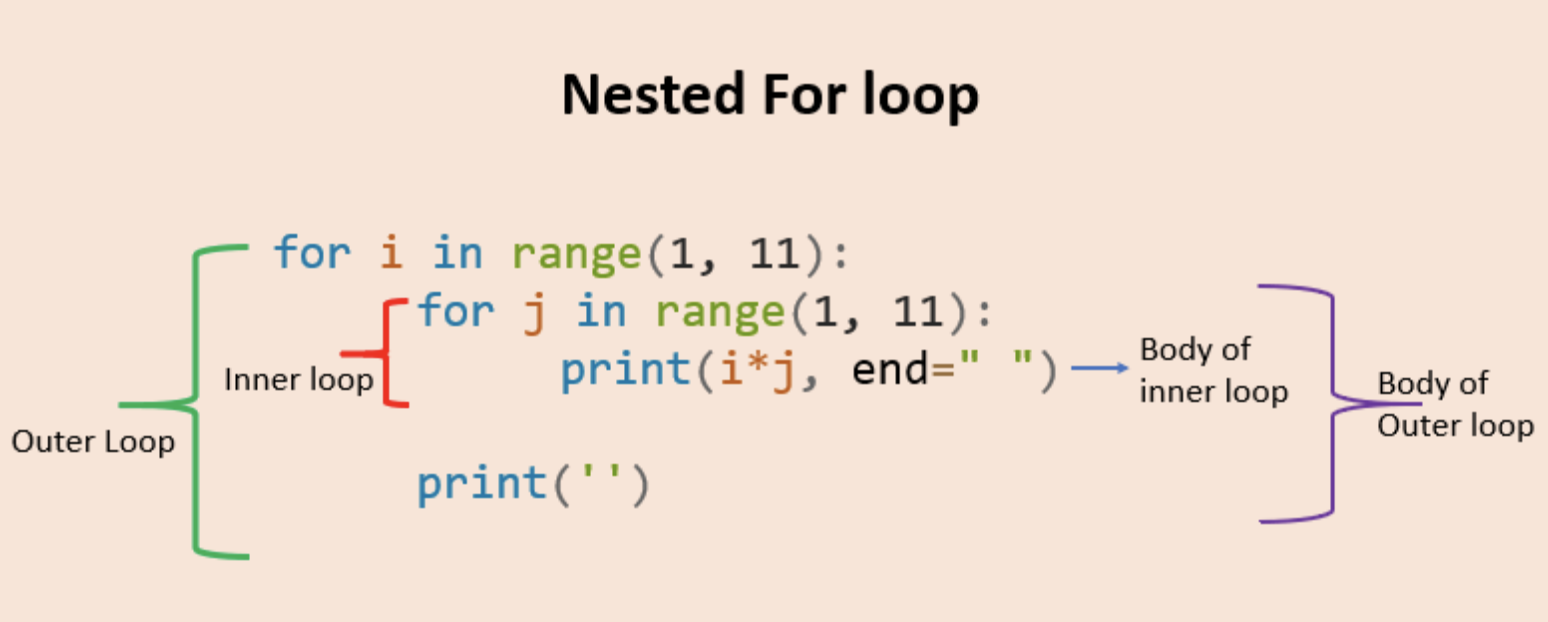 Nested For loop
for i in range(1, 11):
for j in range(1, 11):
print(i*j, end=" ")
Body of
inner loop
Inner loop
Body of
Outer loop
Outer Loop
print('')